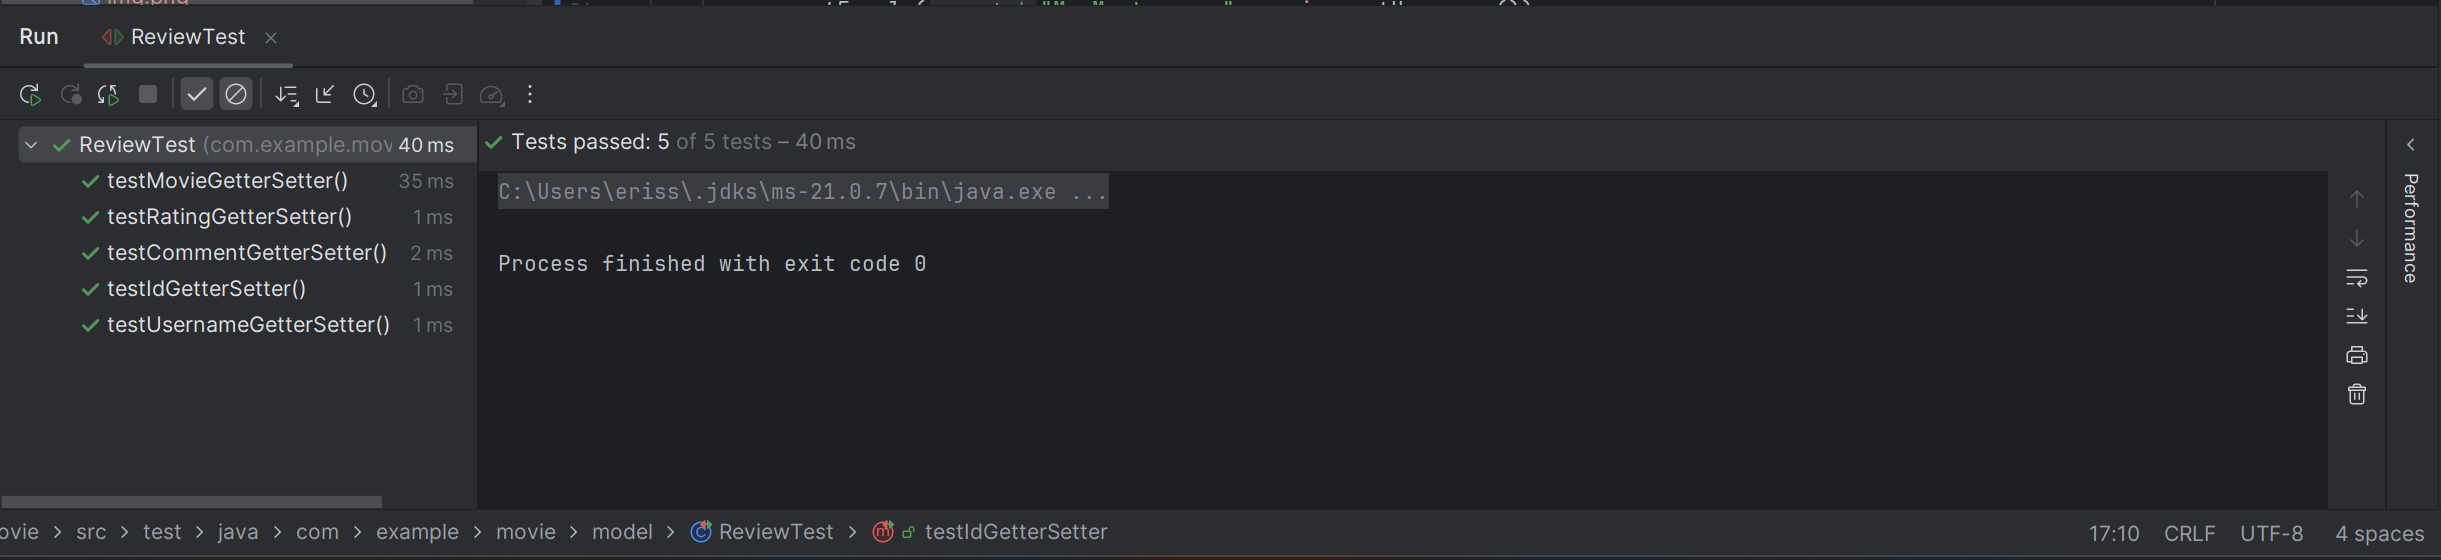 img.png
Run ReviewTest
ReviewTest (com.example.mov 40 ms
testMovieGetterSetter() 35 ms
testRatingGetterSetter() 1 ms
testCommentGetterSetter() 2 ms
testIdGetterSetter() 1 ms
testUsernameGetterSetter() 1 ms
Tests passed: 5 of 5 tests – 40 ms
C:\Users\eriss\.jdks\ms-21.0.7\bin\java.exe ...
Process finished with exit code 0
Performance
ovie > src > test > java > com > example > movie > model > ReviewTest > testIdGetterSetter
17:10 CRLF UTF-8 4 spaces